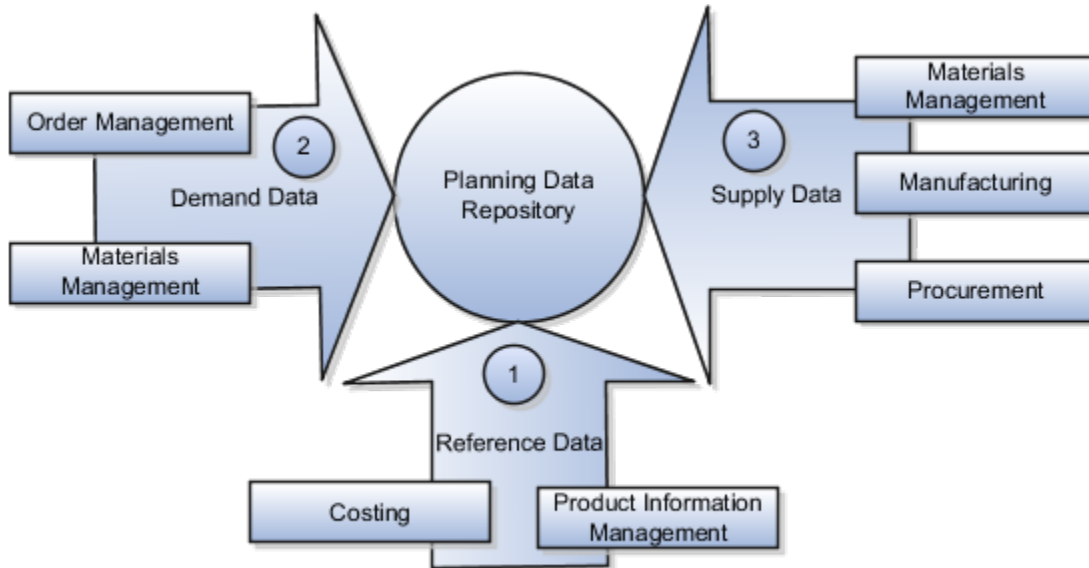 Order Management
2
Demand Data
Materials
Management
Planning Data
Repository
3
Supply Data
Materials
Management
Manufacturing
Procurement
1
Reference Data
Costing
Product Information
Management